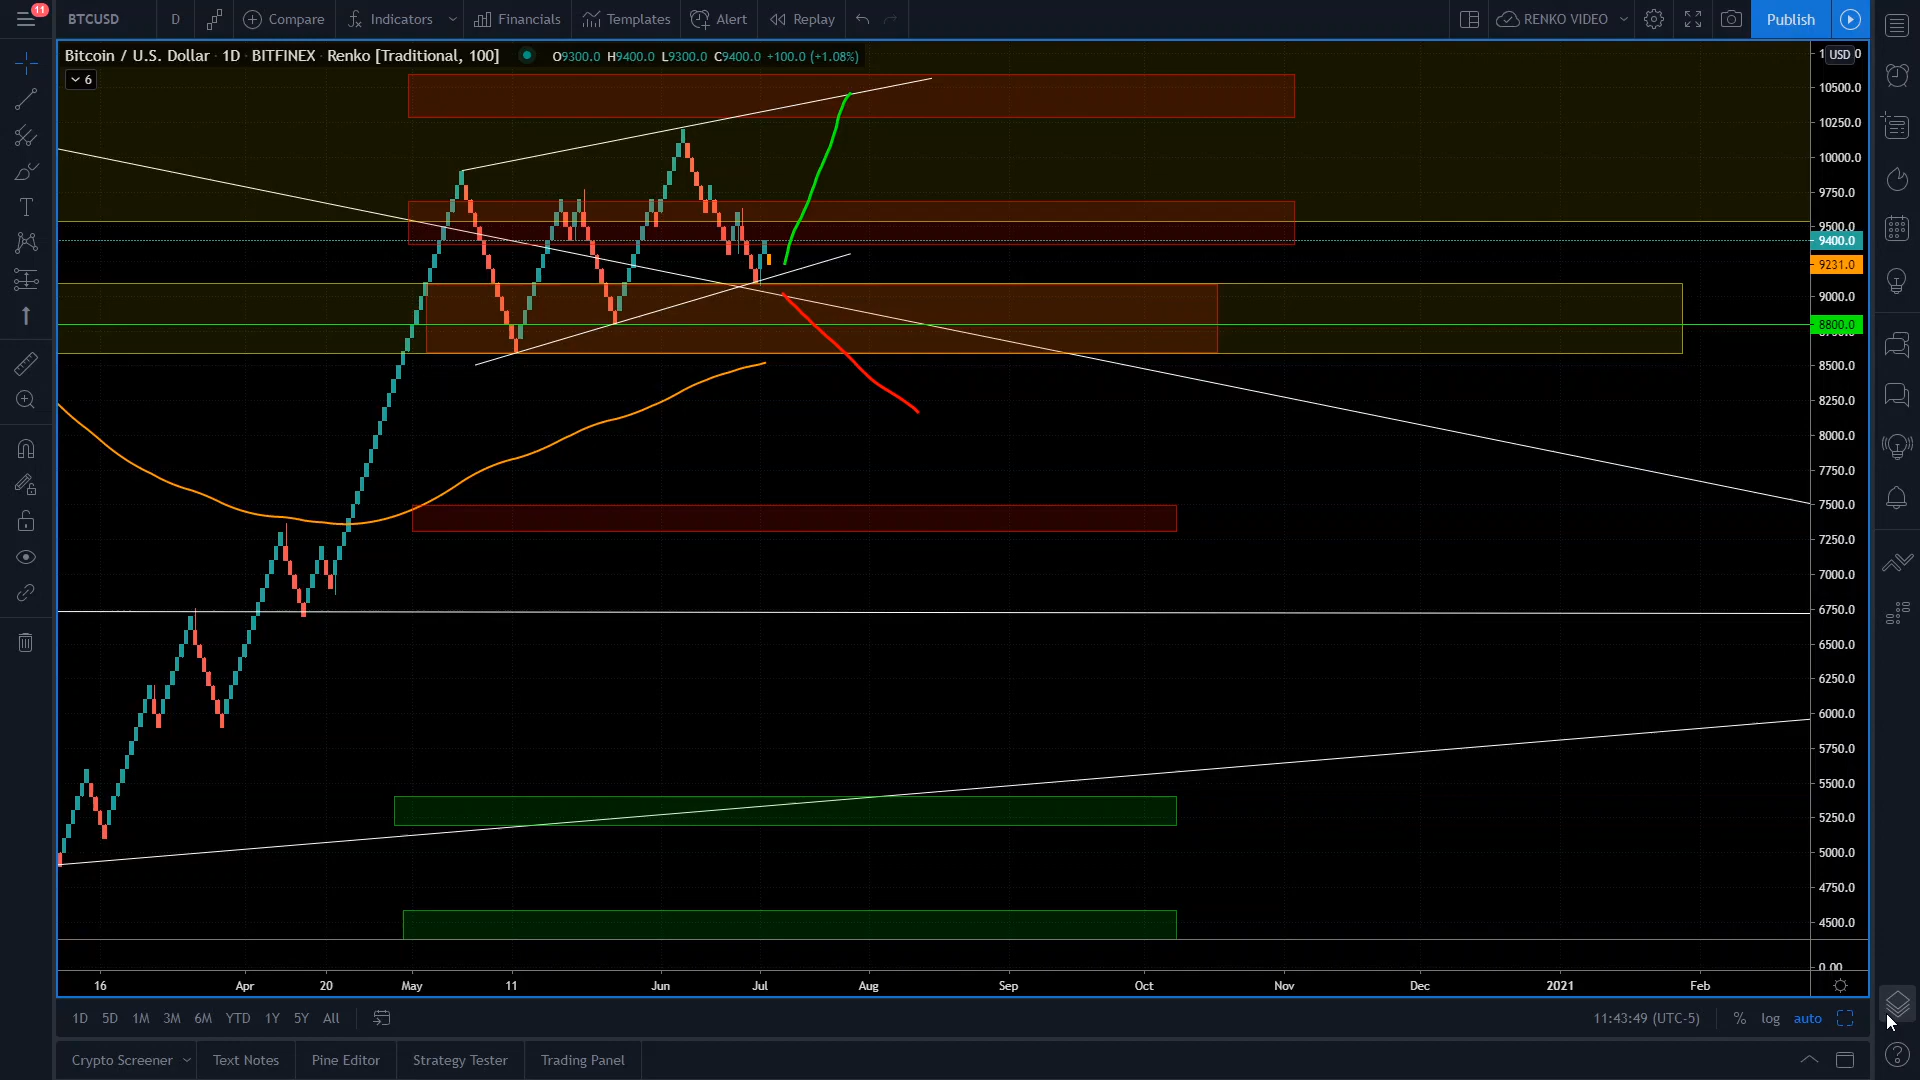 11
BTCUSD
D
Compare
Indicators
Financials
Templates
Alert
Replay
RENKO VIDEO
Publish
Bitcoin / U.S. Dollar · 1D · BITFINEX · Renko [Traditional, 100]
O9300.0 H9400.0 L9300.0 C9400.0 +100.0 (+1.08%)
6
USD
10500.0
10250.0
10000.0
9750.0
9500.0
9400.0
9231.0
9000.0
8800.0
8500.0
8250.0
8000.0
7750.0
7500.0
7250.0
7000.0
6750.0
6500.0
6250.0
6000.0
5750.0
5500.0
5250.0
5000.0
4750.0
4500.0
0.00
16 Apr 20 May 11 Jun Jul Aug Sep Oct Nov Dec 2021 Feb
1D 5D 1M 3M 6M YTD 1Y 5Y All
11:43:49 (UTC-5)
% log auto
Crypto Screener
Text Notes
Pine Editor
Strategy Tester
Trading Panel